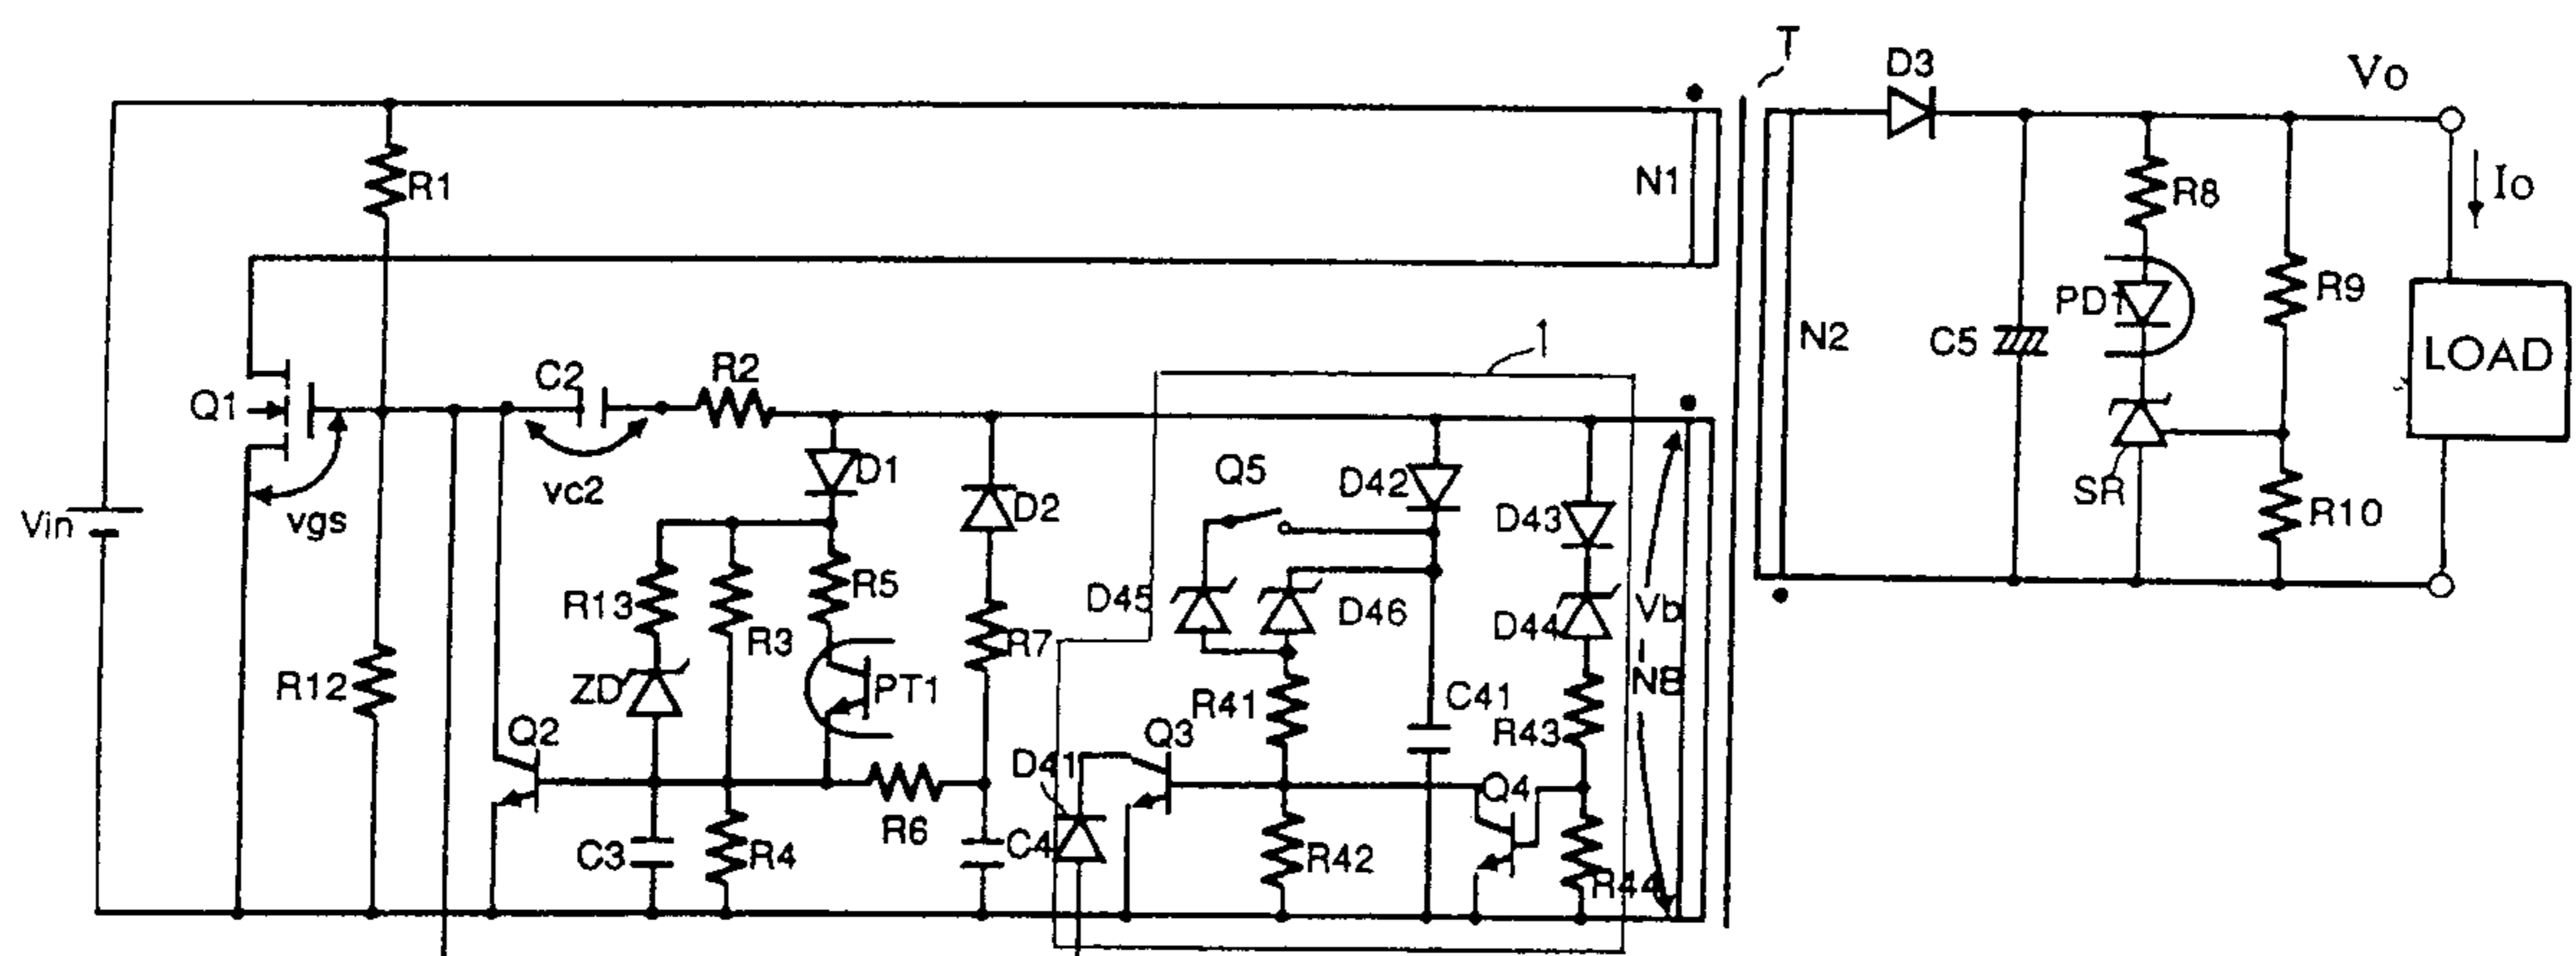 T
D3
Vo
R1
N1
R8
Io
PD1
R9
C5
N2
LOAD
1
C2
R2
Q1
vc2
vgs
D1
D2
Q5
D42
D43
SR
R10
Vin
R13
R3
R5
R7
D45
D46
D44
Vb
NB
R12
ZD
PT1
R41
C41
R43
Q2
Q3
D41
Q4
C3
R4
R6
C4
R42
R44